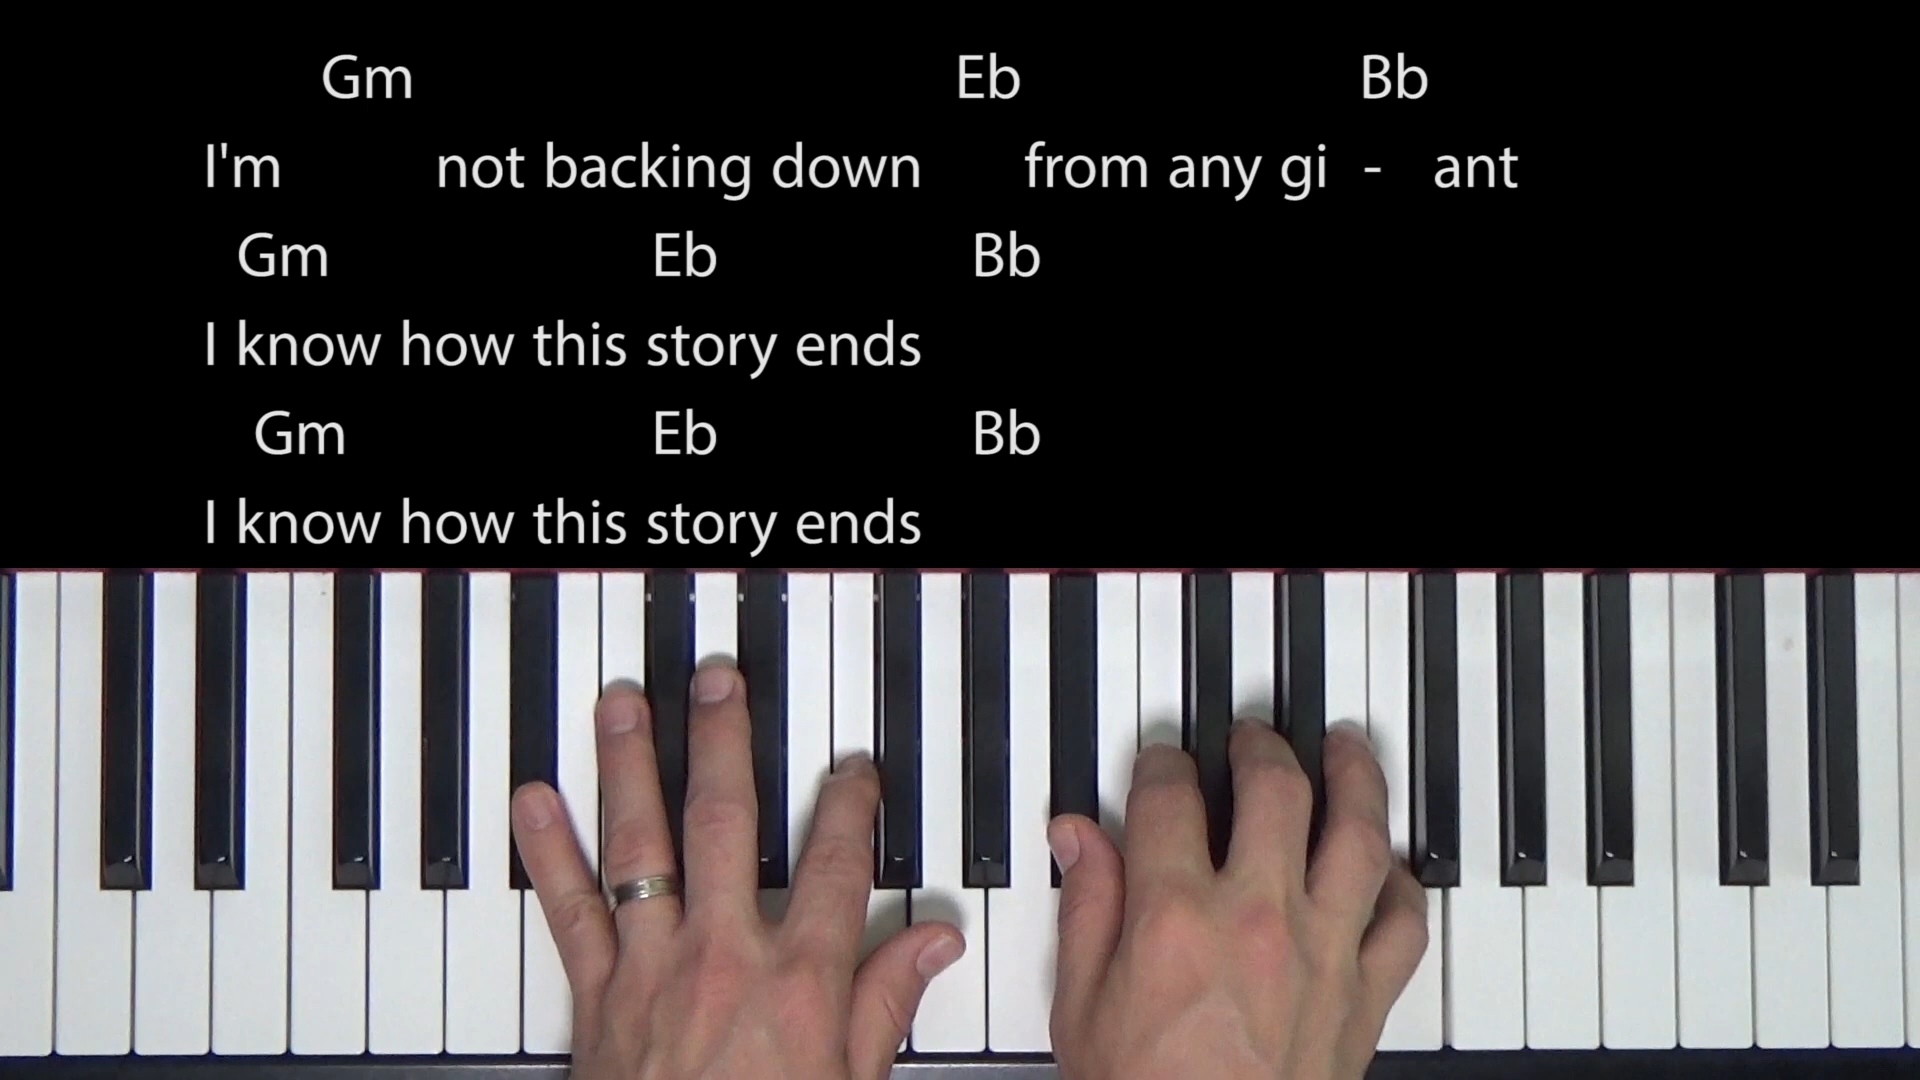 Gm Eb Bb
I'm not backing down from any gi - ant
Gm Eb Bb
I know how this story ends
Gm Eb Bb
I know how this story ends